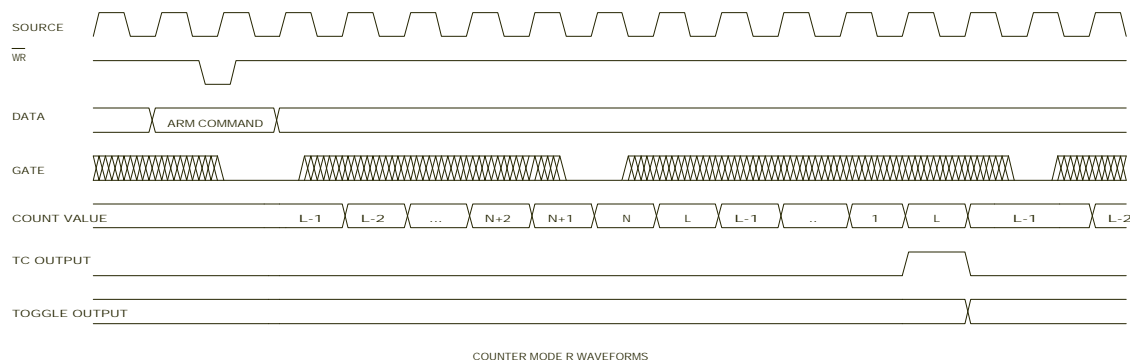 SOURCE
WR
DATA
ARM COMMAND
GATE
COUNT VALUE L-1 L-2 ... N+2 N+1 N L L-1 .. 1 L L-1 L-2
TC OUTPUT
TOGGLE OUTPUT
COUNTER MODE R WAVEFORMS